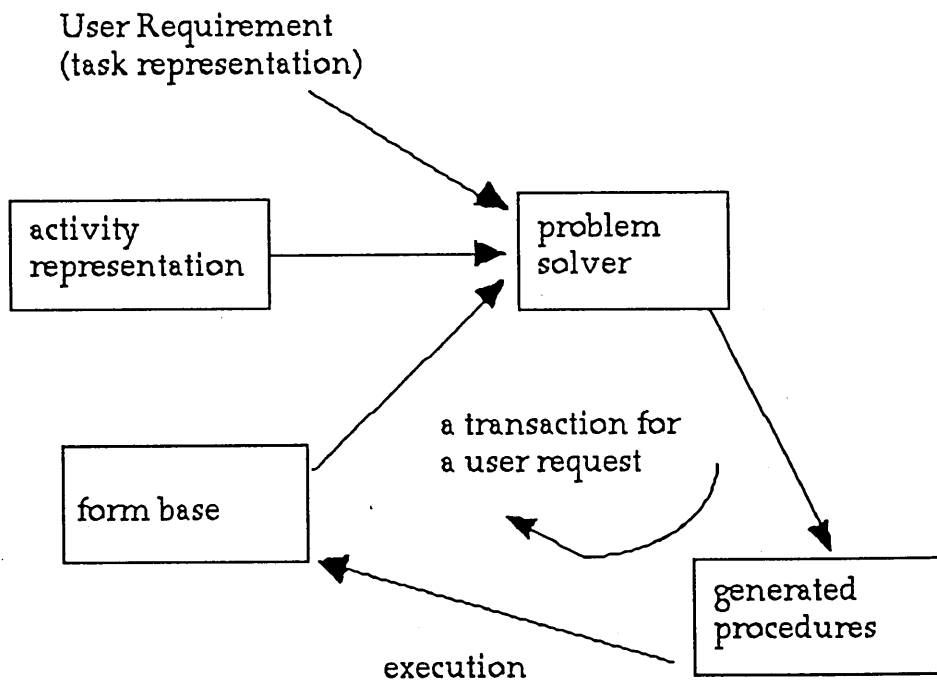 User Requirement
(task representation)
activity
representation
problem
solver
a transaction for
a user request
form base
generated
procedures
execution